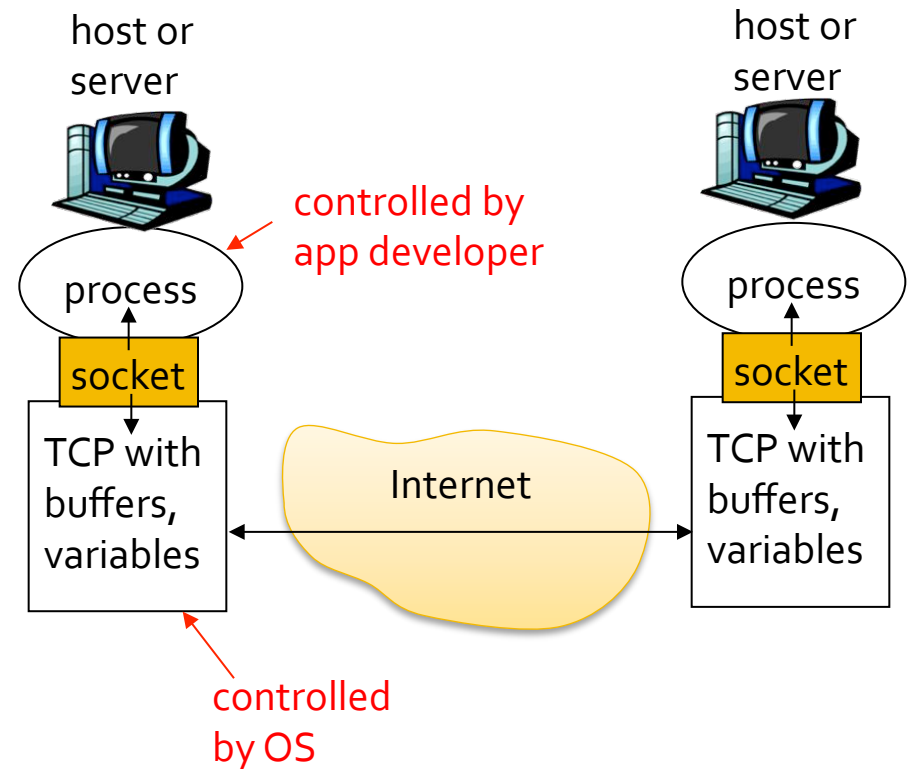 host or
server
host or
server
controlled by
app developer
process
process
socket
socket
TCP with
buffers,
variables
Internet
TCP with
buffers,
variables
controlled
by OS